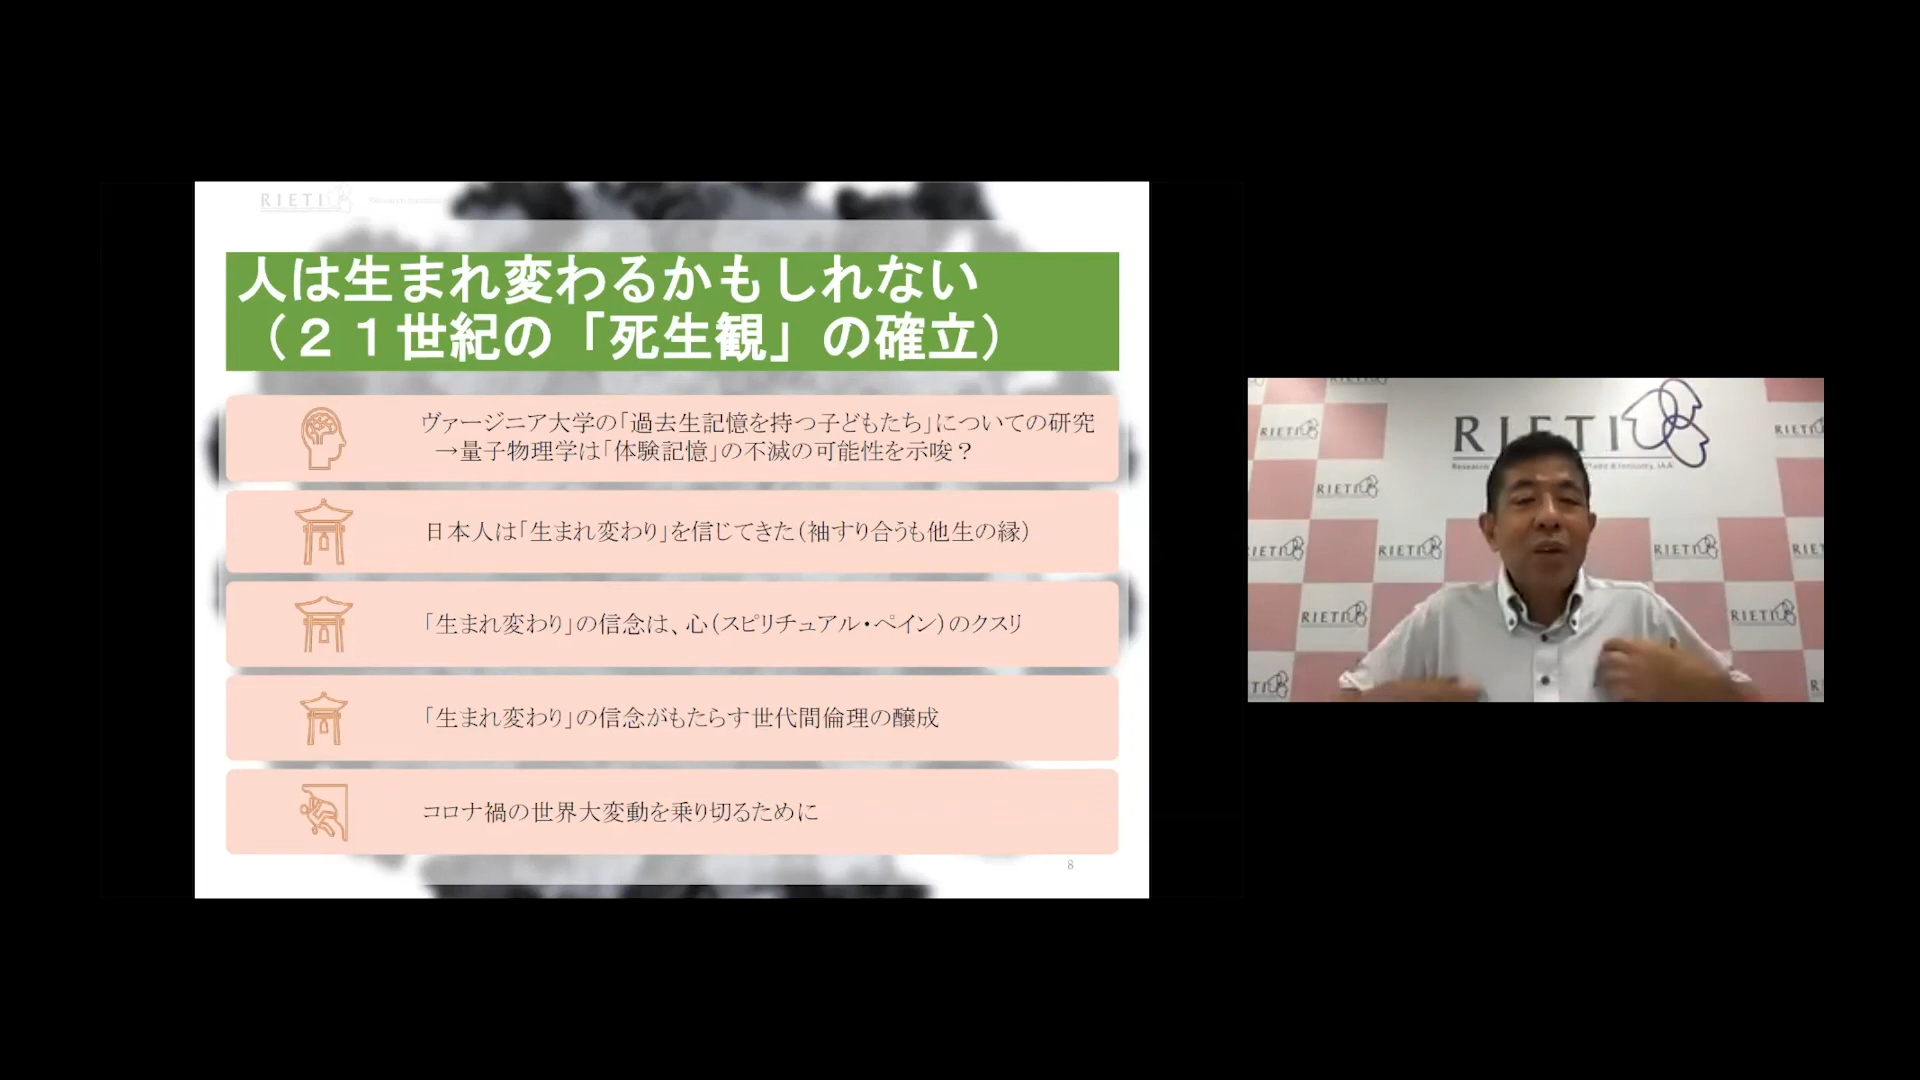 RIETI
人は生まれ変わるかもしれない
（２１世紀の「死生観」の確立）
ヴァージニア大学の「過去生記憶を持つ子どもたち」についての研究
→量子物理学は「体験記憶」の不滅の可能性を示唆？
日本人は「生まれ変わり」を信じてきた（袖すり合うも他生の縁）
「生まれ変わり」の信念は、心（スピリチュアル・ペイン）のクスリ
「生まれ変わり」の信念がもたらす世代間倫理の醸成
コロナ禍の世界大変動を乗り切るために
8
RIETI
Research
Trade & Industry, IAA
RIETI
RIETI
RIETI
RIETI
RIETI
RIETI
RIETI
RIETI